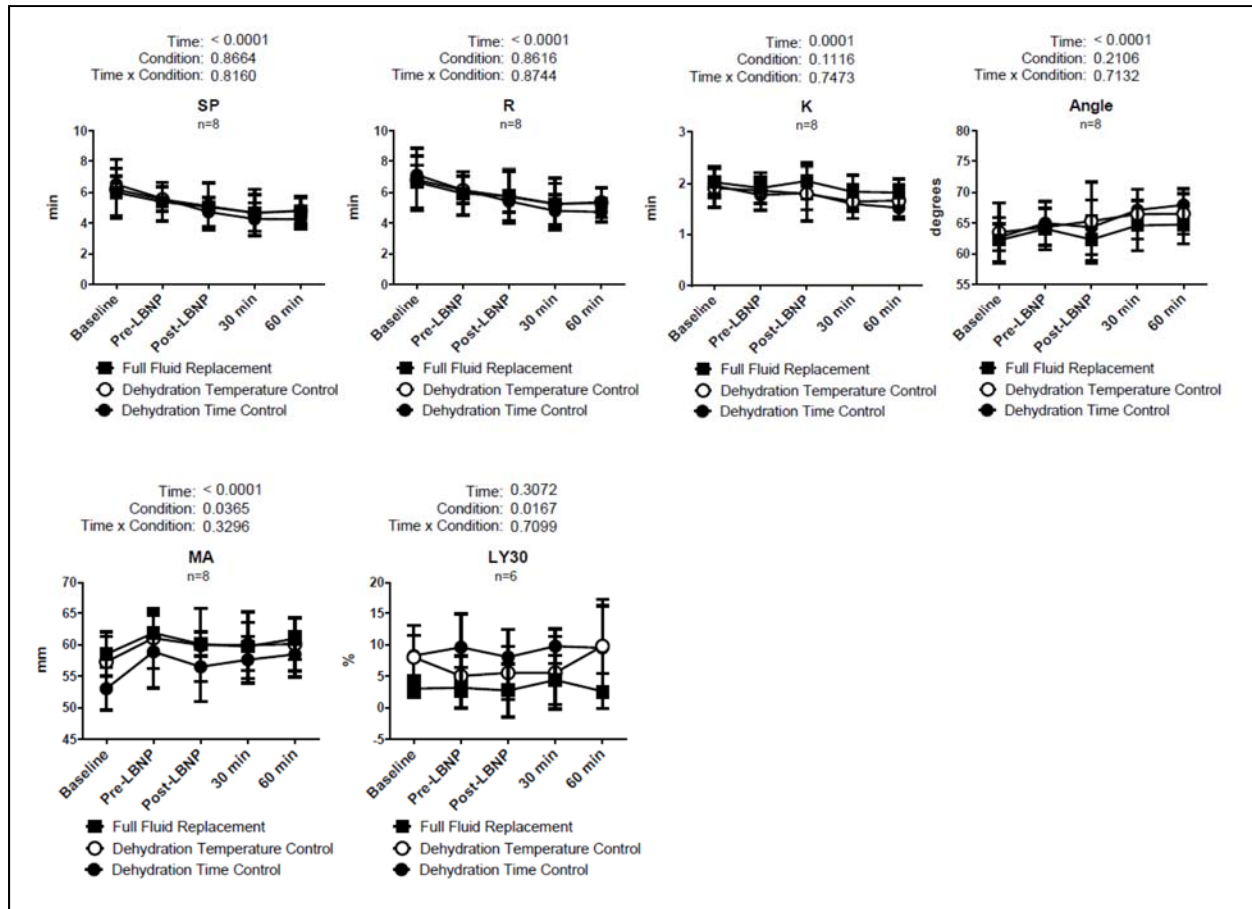 Time: < 0.0001
Condition: 0.8664
Time x Condition: 0.8160
SP
n=8
10
8
6
4
2
0
min
Baseline
Pre-LBNP
Post-LBNP
30 min
60 min
Full Fluid Replacement
Dehydration Temperature Control
Dehydration Time Control
Time: < 0.0001
Condition: 0.8616
Time x Condition: 0.8744
R
n=8
10
8
6
4
2
0
min
Baseline
Pre-LBNP
Post-LBNP
30 min
60 min
Full Fluid Replacement
Dehydration Temperature Control
Dehydration Time Control
Time: 0.0001
Condition: 0.1116
Time x Condition: 0.7473
K
n=8
3
2
1
0
min
Baseline
Pre-LBNP
Post-LBNP
30 min
60 min
Full Fluid Replacement
Dehydration Temperature Control
Dehydration Time Control
Time: < 0.0001
Condition: 0.2106
Time x Condition: 0.7132
Angle
n=8
80
75
70
65
60
55
degrees
Baseline
Pre-LBNP
Post-LBNP
30 min
60 min
Full Fluid Replacement
Dehydration Temperature Control
Dehydration Time Control
Time: < 0.0001
Condition: 0.0365
Time x Condition: 0.3296
MA
n=8
70
65
60
55
50
45
mm
Baseline
Pre-LBNP
Post-LBNP
30 min
60 min
Full Fluid Replacement
Dehydration Temperature Control
Dehydration Time Control
Time: 0.3072
Condition: 0.0167
Time x Condition: 0.7099
LY30
n=6
20
15
10
5
0
-5
%
Baseline
Pre-LBNP
Post-LBNP
30 min
60 min
Full Fluid Replacement
Dehydration Temperature Control
Dehydration Time Control